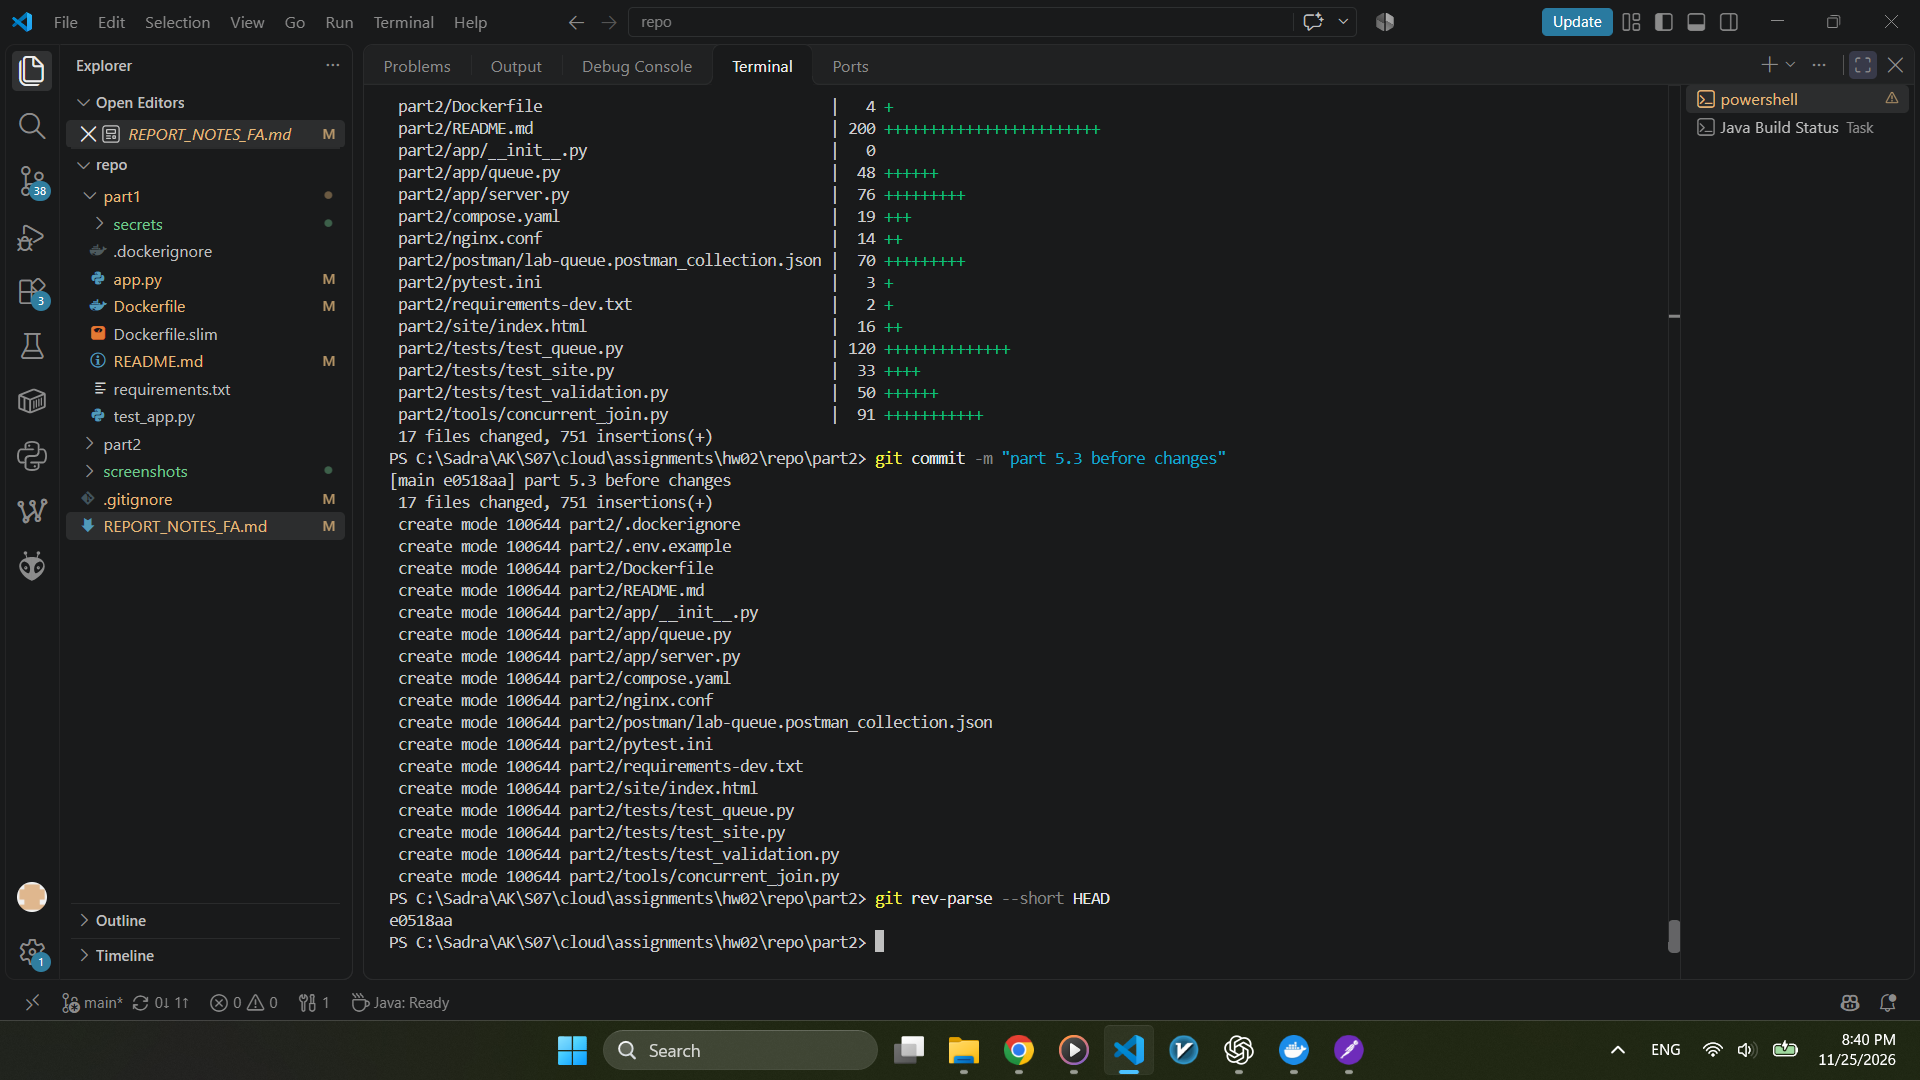 File Edit Selection View Go Run Terminal Help
repo
Update
Explorer
Open Editors
REPORT_NOTES_FA.md M
repo
part1
secrets
.dockerignore
app.py M
Dockerfile M
Dockerfile.slim
README.md M
requirements.txt
test_app.py
part2
screenshots
.gitignore M
REPORT_NOTES_FA.md M
Outline
Timeline
38
3
1
Problems Output Debug Console Terminal Ports
powershell
Java Build Status Task
part2/Dockerfile | 4 +
part2/README.md | 200 ++++++++++++++++++++++++
part2/app/__init__.py | 0
part2/app/queue.py | 48 ++++++
part2/app/server.py | 76 +++++++++
part2/compose.yaml | 19 +++
part2/nginx.conf | 14 ++
part2/postman/lab-queue.postman_collection.json | 70 +++++++++
part2/pytest.ini | 3 +
part2/requirements-dev.txt | 2 +
part2/site/index.html | 16 ++
part2/tests/test_queue.py | 120 ++++++++++++++
part2/tests/test_site.py | 33 ++++
part2/tests/test_validation.py | 50 ++++++
part2/tools/concurrent_join.py | 91 +++++++++++
17 files changed, 751 insertions(+)
PS C:\Sadra\AK\S07\cloud\assignments\hw02\repo\part2> git commit -m "part 5.3 before changes"
[main e0518aa] part 5.3 before changes
17 files changed, 751 insertions(+)
create mode 100644 part2/.dockerignore
create mode 100644 part2/.env.example
create mode 100644 part2/Dockerfile
create mode 100644 part2/README.md
create mode 100644 part2/app/__init__.py
create mode 100644 part2/app/queue.py
create mode 100644 part2/app/server.py
create mode 100644 part2/compose.yaml
create mode 100644 part2/nginx.conf
create mode 100644 part2/postman/lab-queue.postman_collection.json
create mode 100644 part2/pytest.ini
create mode 100644 part2/requirements-dev.txt
create mode 100644 part2/site/index.html
create mode 100644 part2/tests/test_queue.py
create mode 100644 part2/tests/test_site.py
create mode 100644 part2/tests/test_validation.py
create mode 100644 part2/tools/concurrent_join.py
PS C:\Sadra\AK\S07\cloud\assignments\hw02\repo\part2> git rev-parse --short HEAD
e0518aa
PS C:\Sadra\AK\S07\cloud\assignments\hw02\repo\part2>
main* 0↓ 1↑ 0 0 1 Java: Ready
Search
ENG
8:40 PM
11/25/2026